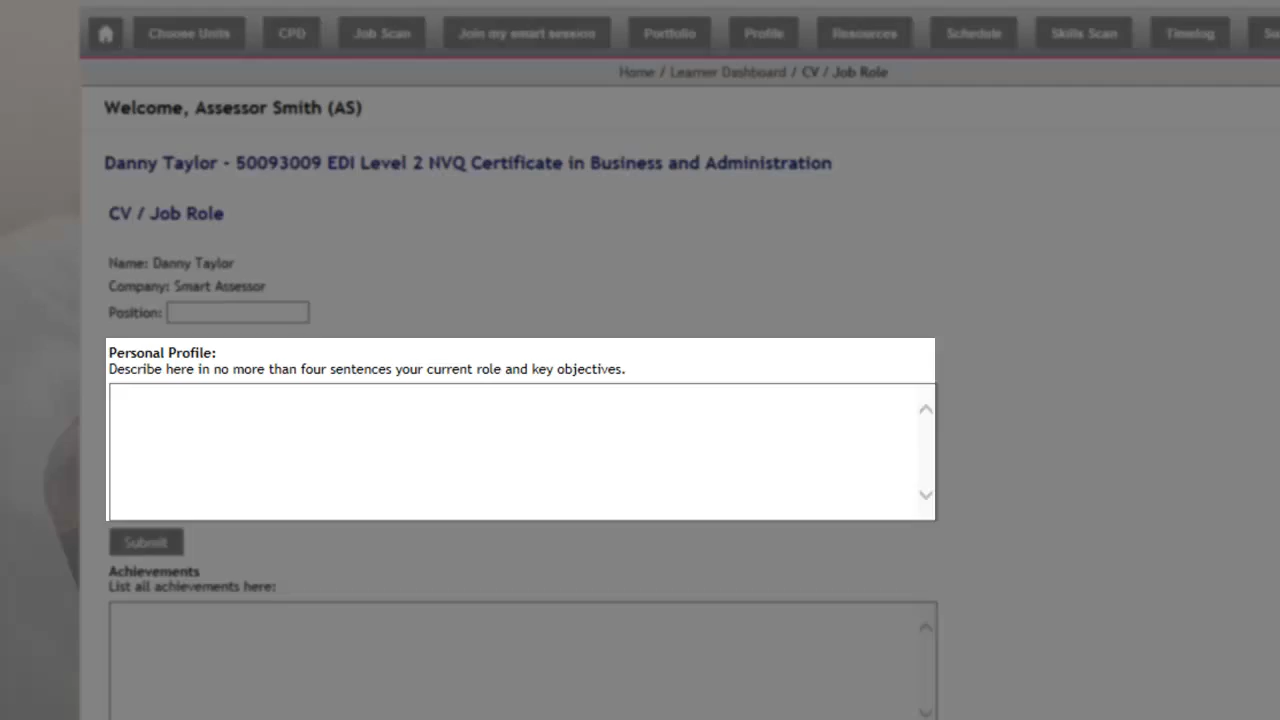 Choose Units CPD Job Scan Join my smart session Portfolio Profile Resources Schedule Skills Scan Timelog
Home / Learner Dashboard / CV / Job Role
Welcome, Assessor Smith (AS)
Danny Taylor - 50093009 EDI Level 2 NVQ Certificate in Business and Administration
CV / Job Role
Name: Danny Taylor
Company: Smart Assessor
Position:
Personal Profile:
Describe here in no more than four sentences your current role and key objectives.
Submit
Achievements
List all achievements here: